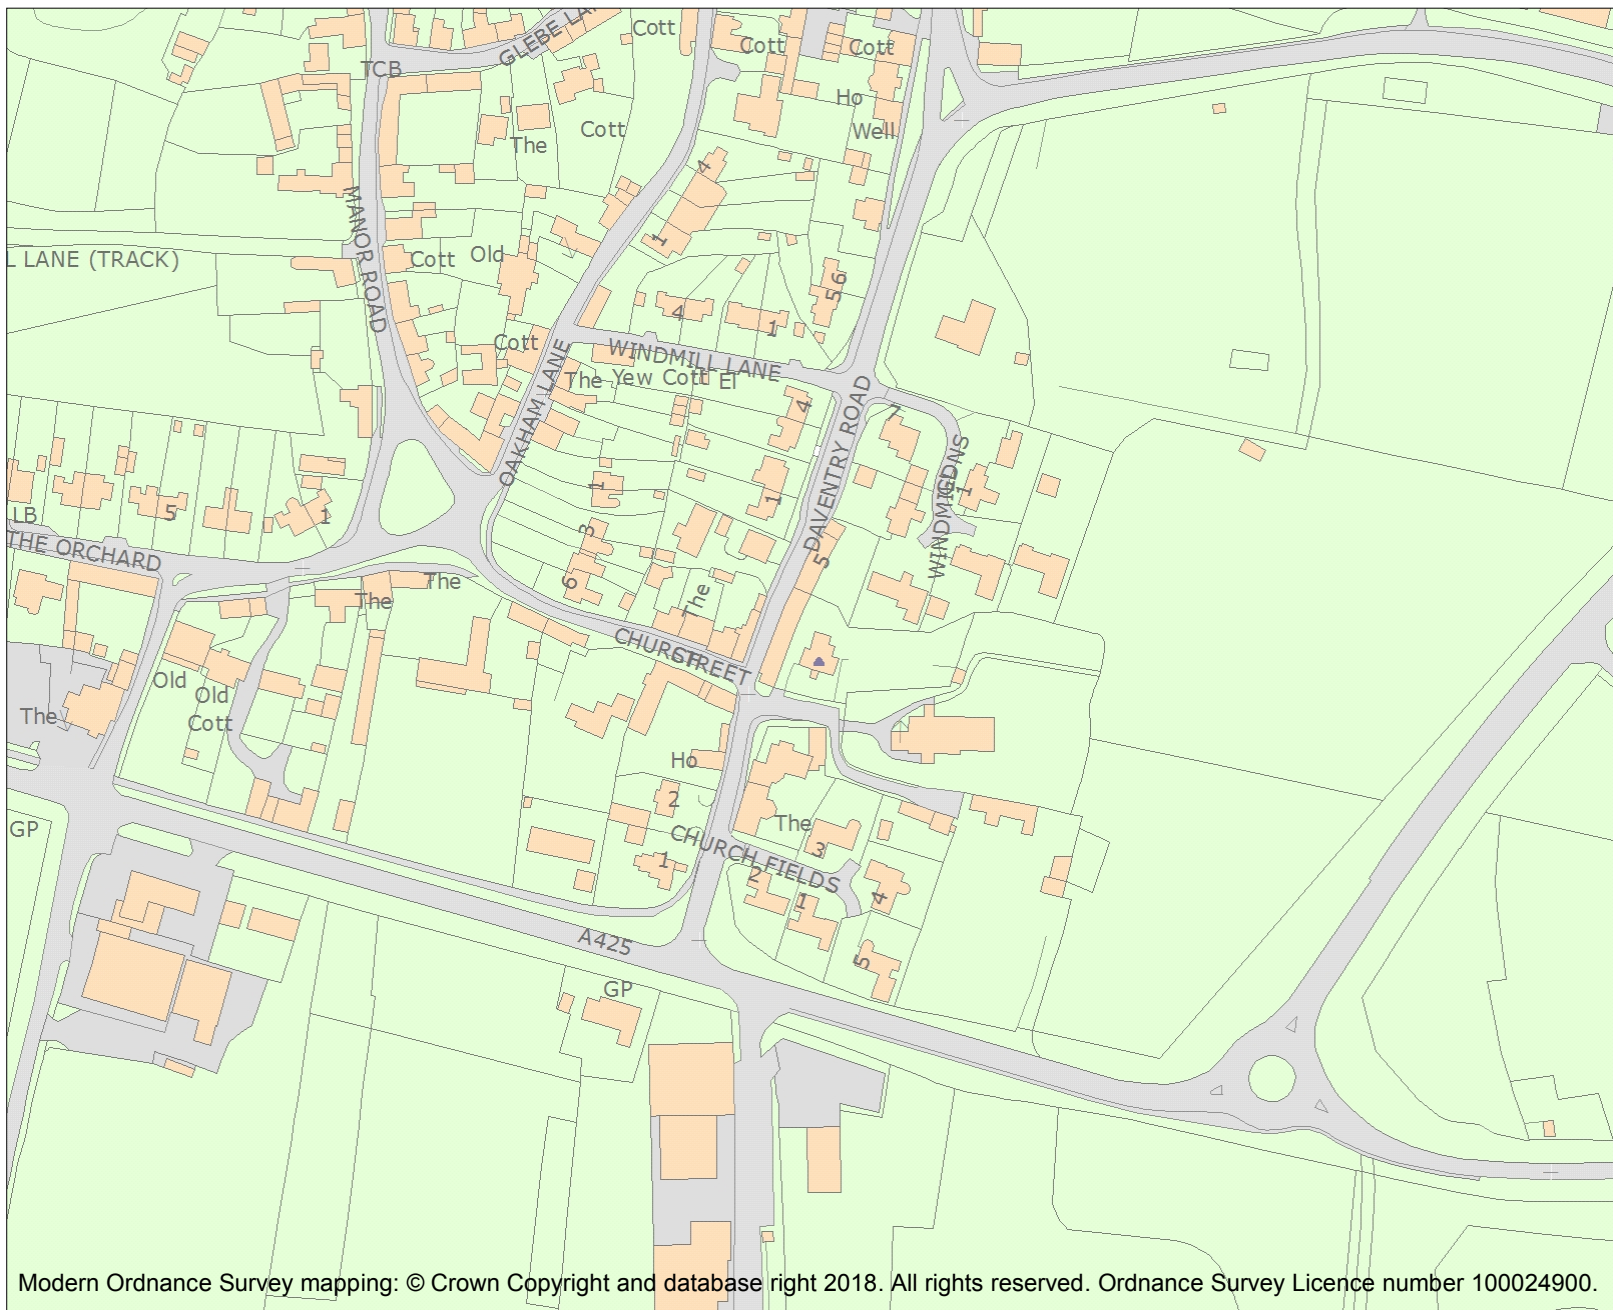 GLEBE LA
Cott
Cott
Cott
TCB
Ho
Well
Cott
The
4
1
MANOR ROAD
L LANE (TRACK)
Cott
Old
5 6
4
1
Cott
WINDMILL LANE
The
Yew Cott
El
OAKHAM LANE
4
DAVENTRY ROAD
7
WINDMILL GDNS
1
1
1
LB
5
1
3
THE ORCHARD
5
6
The
The
The
CHURCH
STREET
Old
Old
Cott
The
Ho
2
The
GP
CHURCH FIELDS
1
3
2
1
4
A425
5
GP
Modern Ordnance Survey mapping: © Crown Copyright and database right 2018. All rights reserved. Ordnance Survey Licence number 100024900.